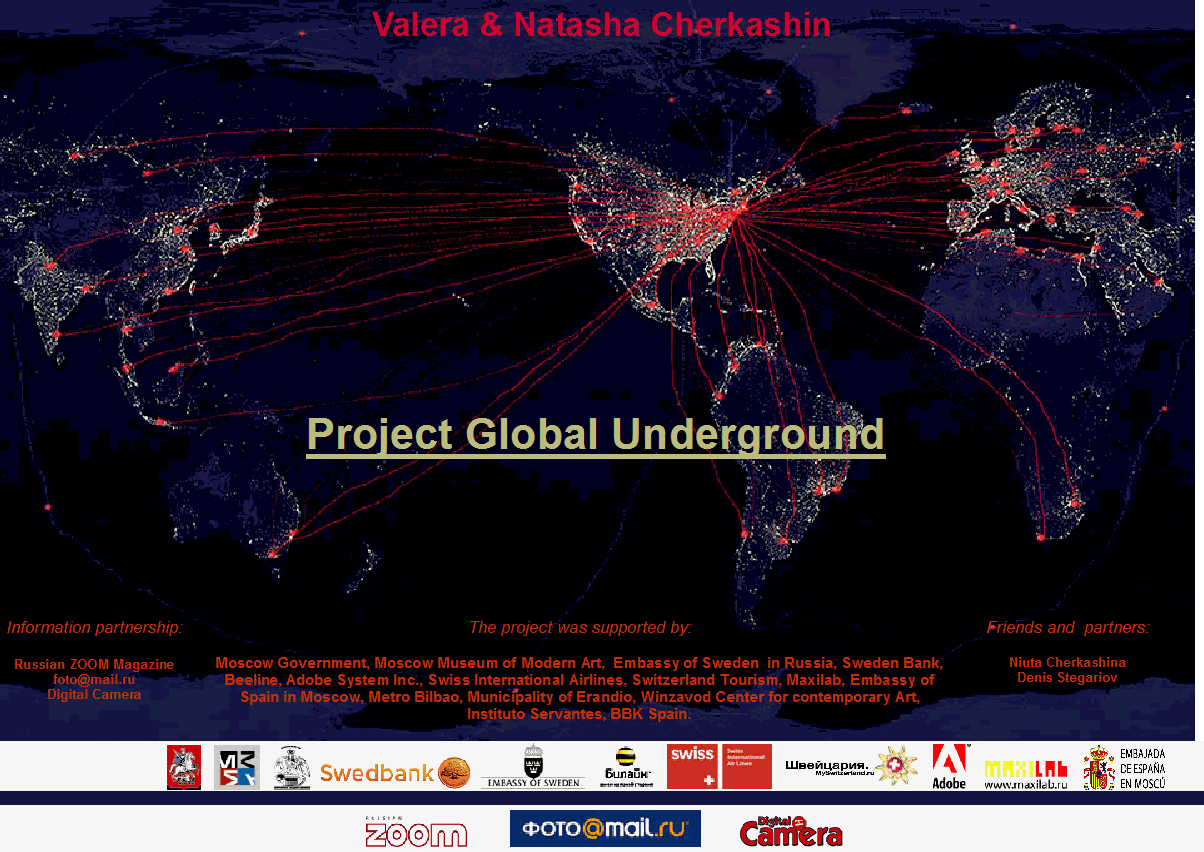 Valera & Natasha Cherkashin
Project Global Underground
Information partnership:
Russian ZOOM Magazine
foto@mail.ru
Digital Camera
The project was supported by:
Moscow Government, Moscow Museum of Modern Art, Embassy of Sweden in Russia, Sweden Bank,
Beeline, Adobe System Inc., Swiss International Airlines, Switzerland Tourism, Maxilab, Embassy of
Spain in Moscow, Metro Bilbao, Municipality of Erandio, Winzavod Center for contemporary Art,
Instituto Servantes, BBK Spain.
Friends and partners:
Niuta Cherkashina
Denis Stegariov
Swedbank
EMBASSY OF SWEDEN
Билайн
swiss
Swiss
International
Air Lines
Швейцария.
MySwitzerland.ru
Adobe
MAXILAB
www.maxilab.ru
EMBAJADA
DE ESPAÑA
EN MOSCU
RUSSIAN
ZOOM
ФОТО@mail.ru
Digital
Camera